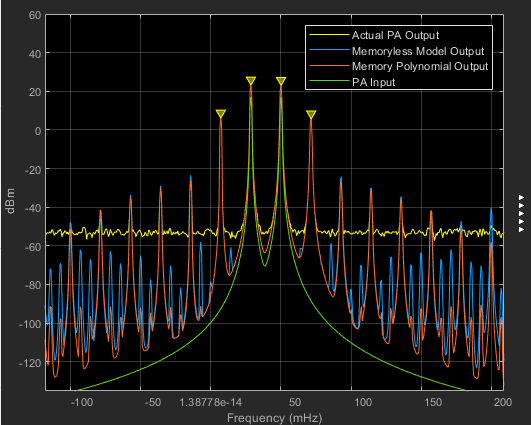 60
40
20
0
-20
-40
-60
-80
-100
-120
dBm
Actual PA Output
Memoryless Model Output
Memory Polynomial Output
PA Input
-100
-50
1.38778e-14
50
100
150
200
Frequency (mHz)